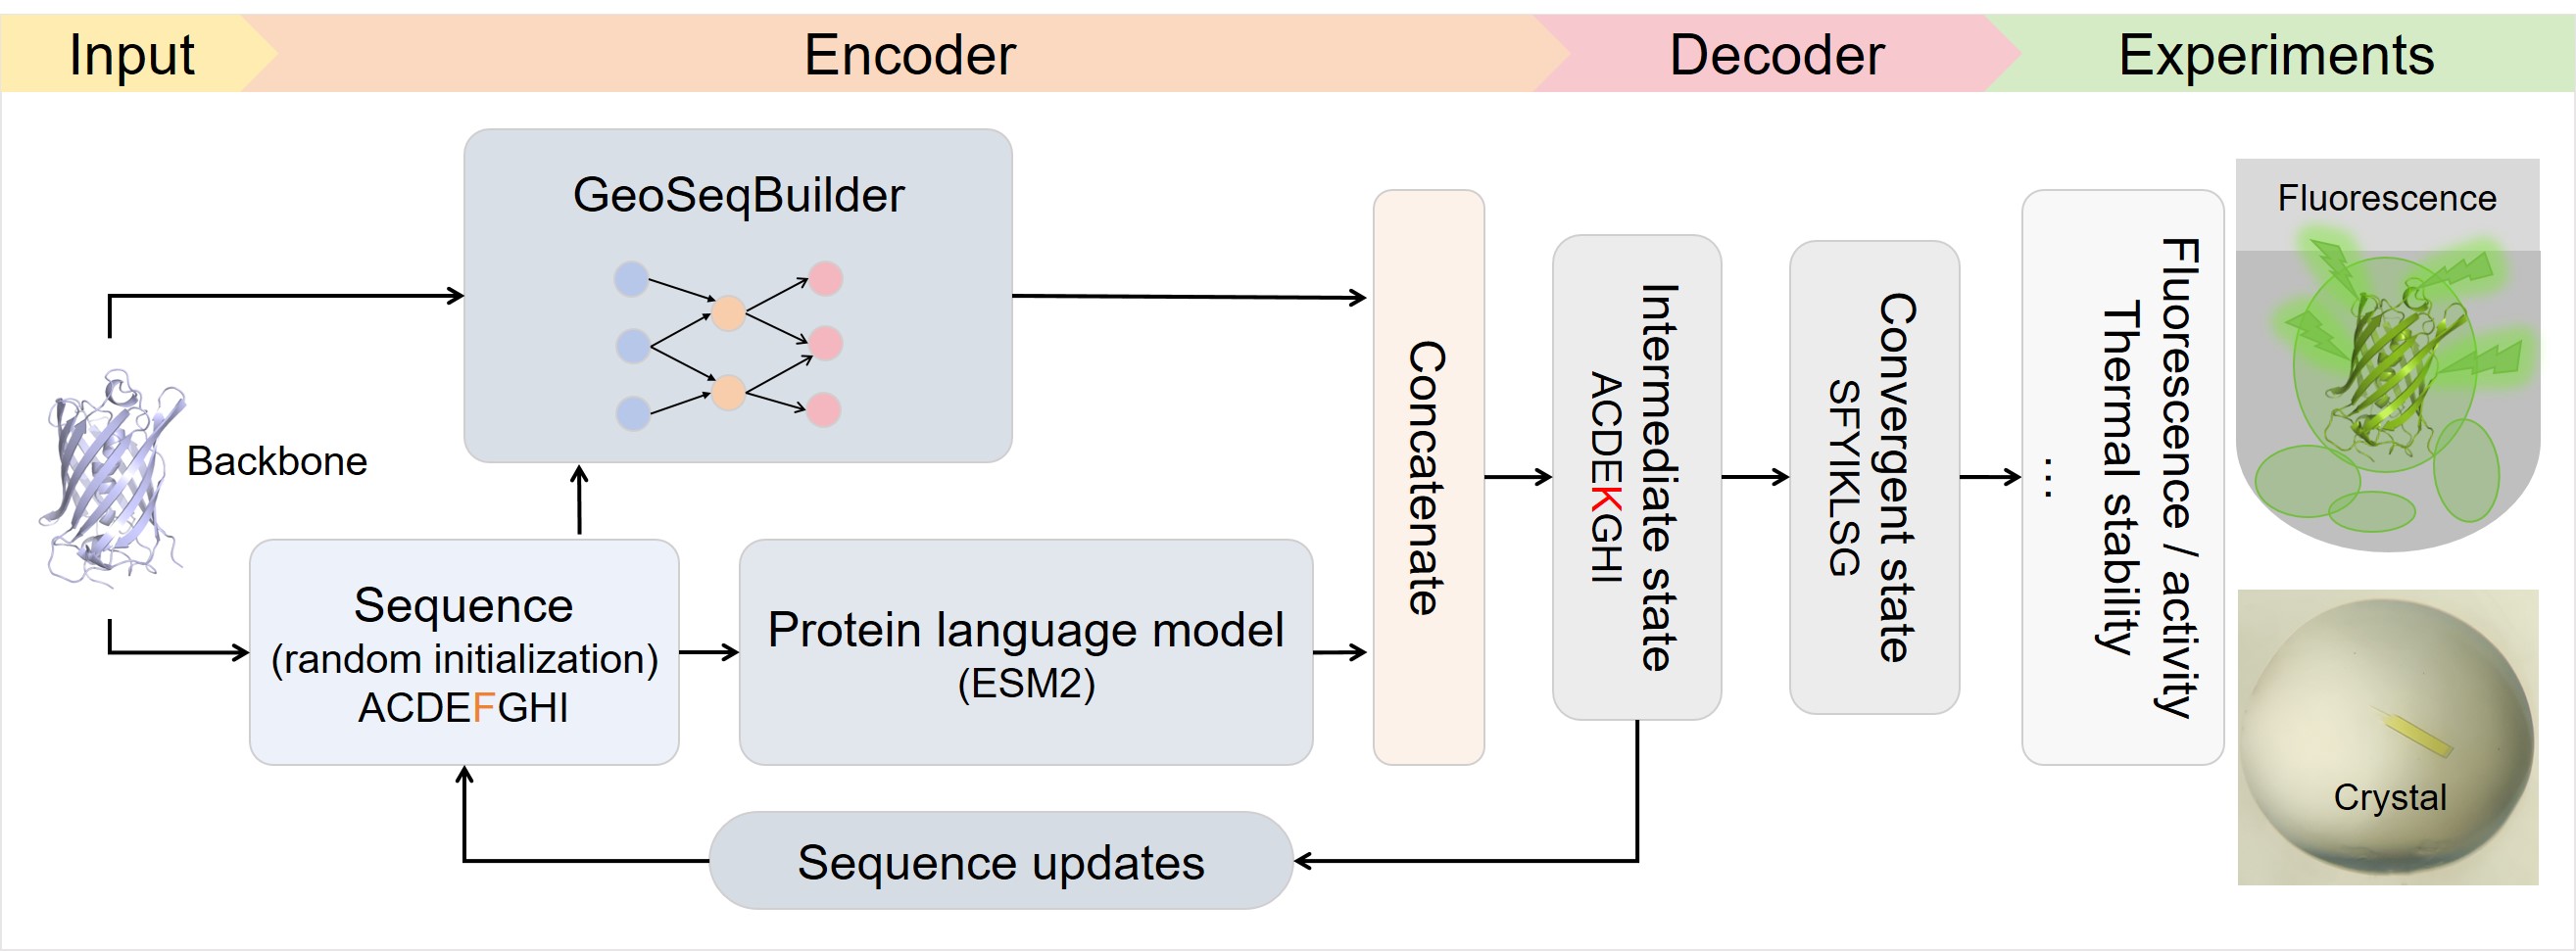 Input
Encoder
Decoder
Experiments
GeoSeqBuilder
Backbone
Sequence
(random initialization)
ACDEFGHI
Protein language model
(ESM2)
Sequence updates
Concatenate
Intermediate state
ACDEKGHI
Convergent state
SFYIKLSG
Fluorescence / activity
Thermal stability
...
Fluorescence
Crystal